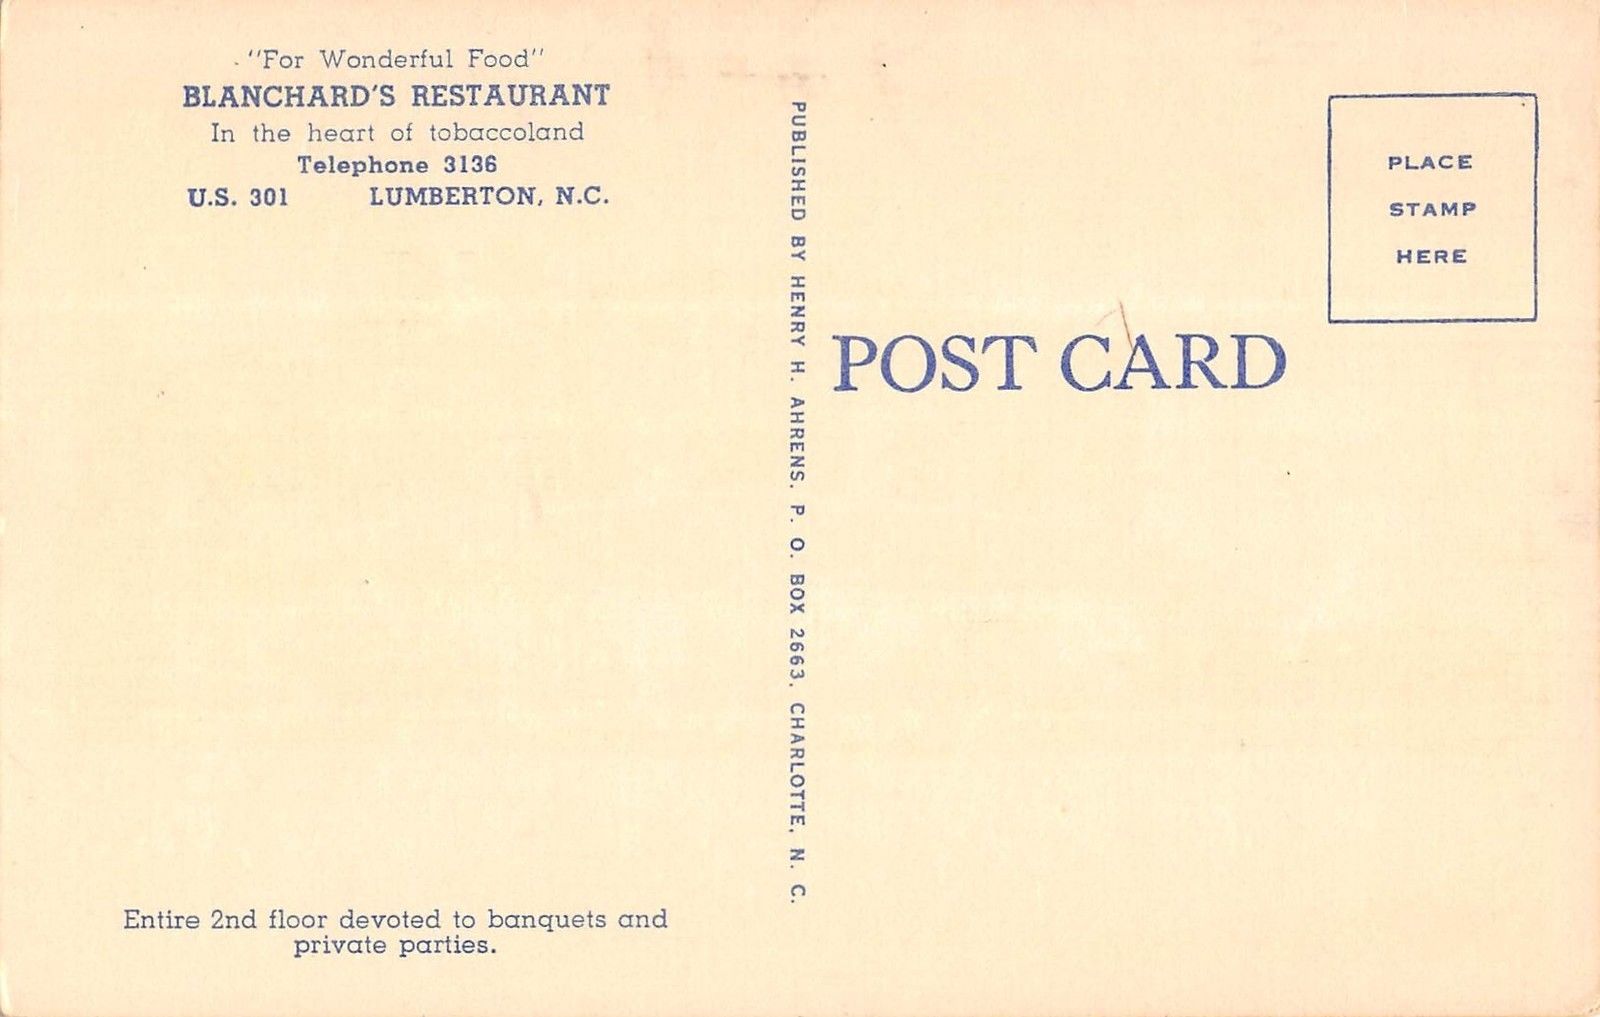 "For Wonderful Food"
BLANCHARD'S RESTAURANT
In the heart of tobaccoland
Telephone 3136
U.S. 301 LUMBERTON, N.C.
Entire 2nd floor devoted to banquets and
private parties.
PUBLISHED BY HENRY H. AHRENS. P. O. BOX 2663, CHARLOTTE, N. C.
POST CARD
PLACE
STAMP
HERE